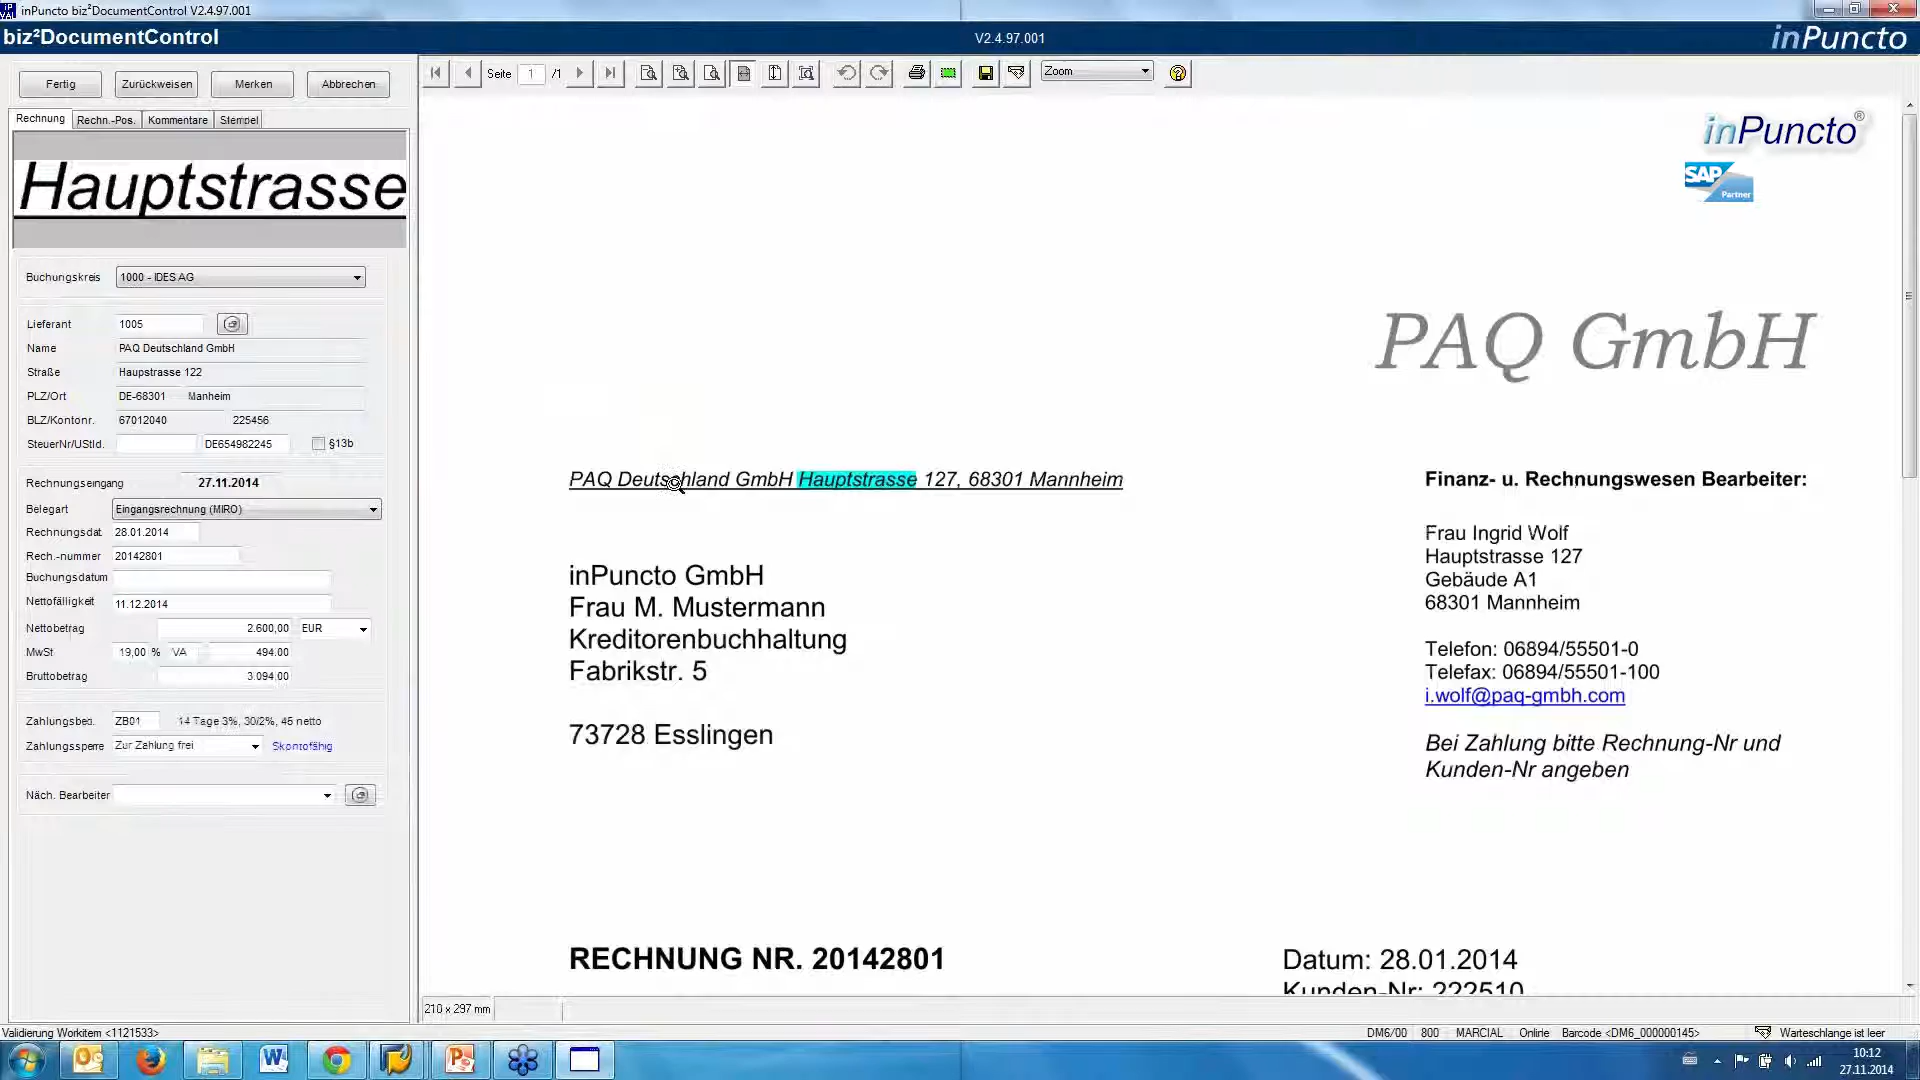 inPuncto biz²DocumentControl V2.4.97.001
biz²DocumentControl
V2.4.97.001
inPuncto
Fertig
Zurückweisen
Merken
Abbrechen
Seite 1 /1
Zoom
Rechnung
Rechn.-Pos.
Kommentare
Stempel
Hauptstrasse
Buchungskreis 1000 - IDES AG
Lieferant 1005
Name PAQ Deutschland GmbH
Straße Haupstrasse 122
PLZ/Ort DE-68301 Manheim
BLZ/Kontonr. 67012040 225456
SteuerNr/UStId. DE654982245 §13b
Rechnungseingang 27.11.2014
Belegart Eingangsrechnung (MIRO)
Rechnungsdat 28.01.2014
Rech.-nummer 20142801
Buchungsdatum
Nettofälligkeit 11.12.2014
Nettobetrag 2.600,00 EUR
MwSt 19,00 % VA 494.00
Bruttobetrag 3.094,00
Zahlungsbed. ZB01 14 Tage 3%, 30/2%, 45 netto
Zahlungssperre Zur Zahlung frei Skontofähig
Näch. Bearbeiter
inPuncto®
SAP
Partner
PAQ GmbH
PAQ Deutschland GmbH Hauptstrasse 127, 68301 Mannheim
inPuncto GmbH
Frau M. Mustermann
Kreditorenbuchhaltung
Fabrikstr. 5
73728 Esslingen
Finanz- u. Rechnungswesen Bearbeiter:
Frau Ingrid Wolf
Hauptstrasse 127
Gebäude A1
68301 Mannheim
Telefon: 06894/55501-0
Telefax: 06894/55501-100
i.wolf@paq-gmbh.com
Bei Zahlung bitte Rechnung-Nr und
Kunden-Nr angeben
RECHNUNG NR. 20142801
Datum: 28.01.2014
Kunden-Nr: 222510
210 x 297 mm
Validierung Workitem <1121533>
DM6/00 800 MARCIAL Online Barcode <DM6_000000145> Warteschlange ist leer
10:12
27.11.2014